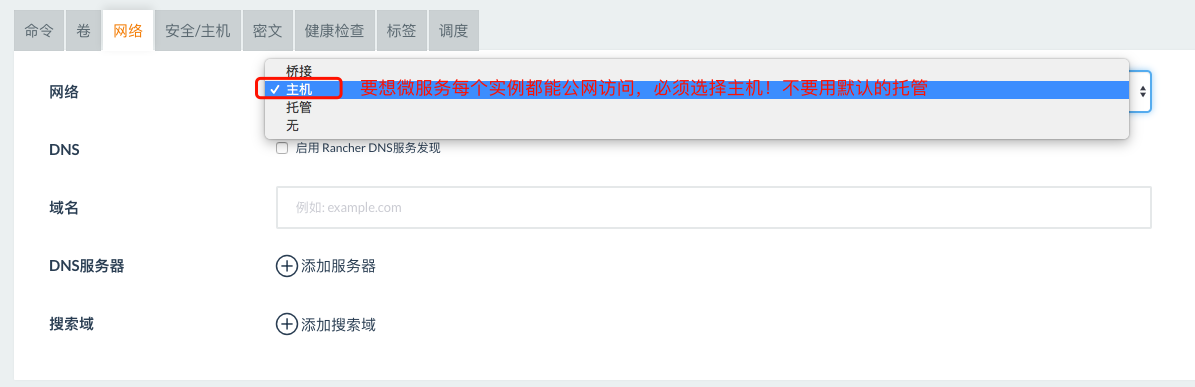 命令 卷 网络 安全/主机 密文 健康检查 标签 调度
桥接
网络 ✓ 主机 要想微服务每个实例都能公网访问，必须选择主机！不要用默认的托管
托管
无
DNS 启用 Rancher DNS服务发现
域名 例如: example.com
DNS服务器 添加服务器
搜索域 添加搜索域